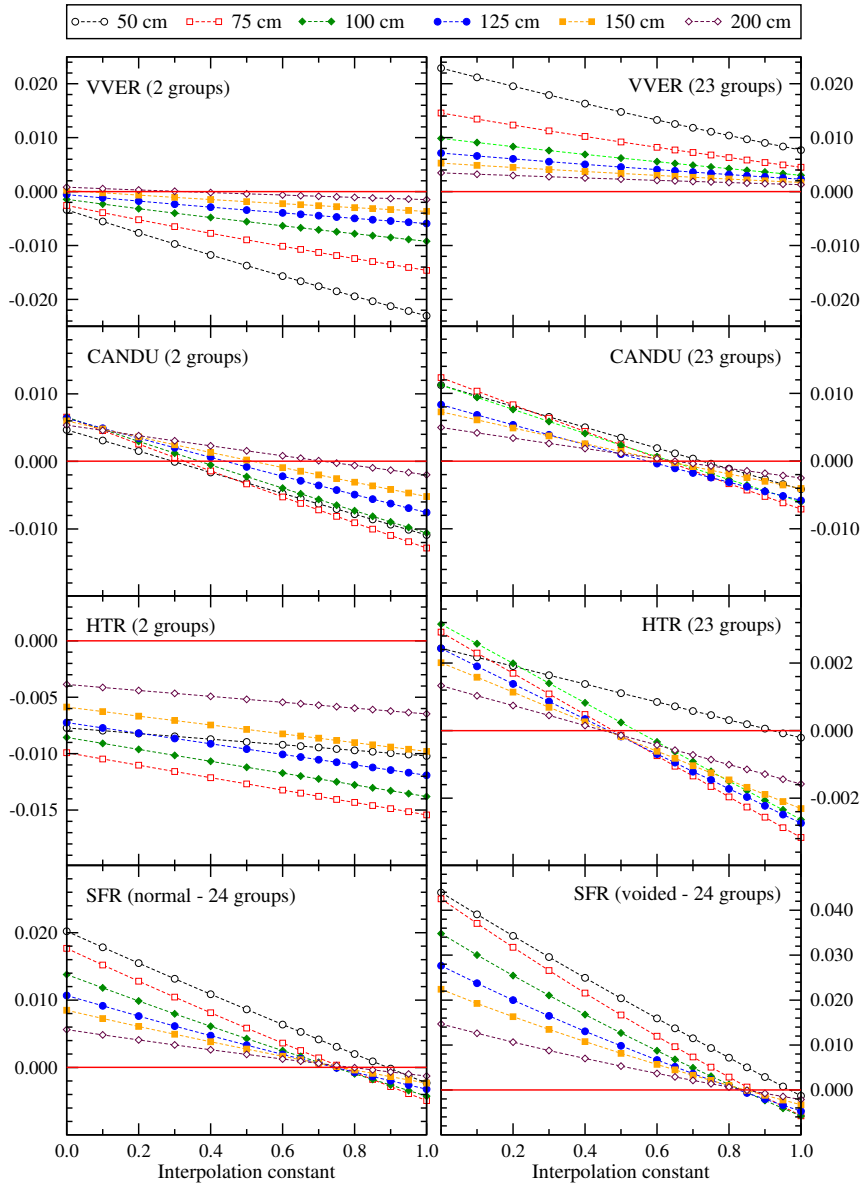 50 cm 75 cm 100 cm 125 cm 150 cm 200 cm
VVER (2 groups)
0.020
0.010
0.000
-0.010
-0.020
VVER (23 groups)
0.020
0.010
0.000
-0.010
-0.020
CANDU (2 groups)
0.010
0.000
-0.010
CANDU (23 groups)
0.010
0.000
-0.010
HTR (2 groups)
0.000
-0.005
-0.010
-0.015
HTR (23 groups)
0.002
0.000
-0.002
SFR (normal - 24 groups)
0.020
0.010
0.000
0.0 0.2 0.4 0.6 0.8 1.0
Interpolation constant
SFR (voided - 24 groups)
0.040
0.030
0.020
0.010
0.000
0.2 0.4 0.6 0.8 1.0
Interpolation constant